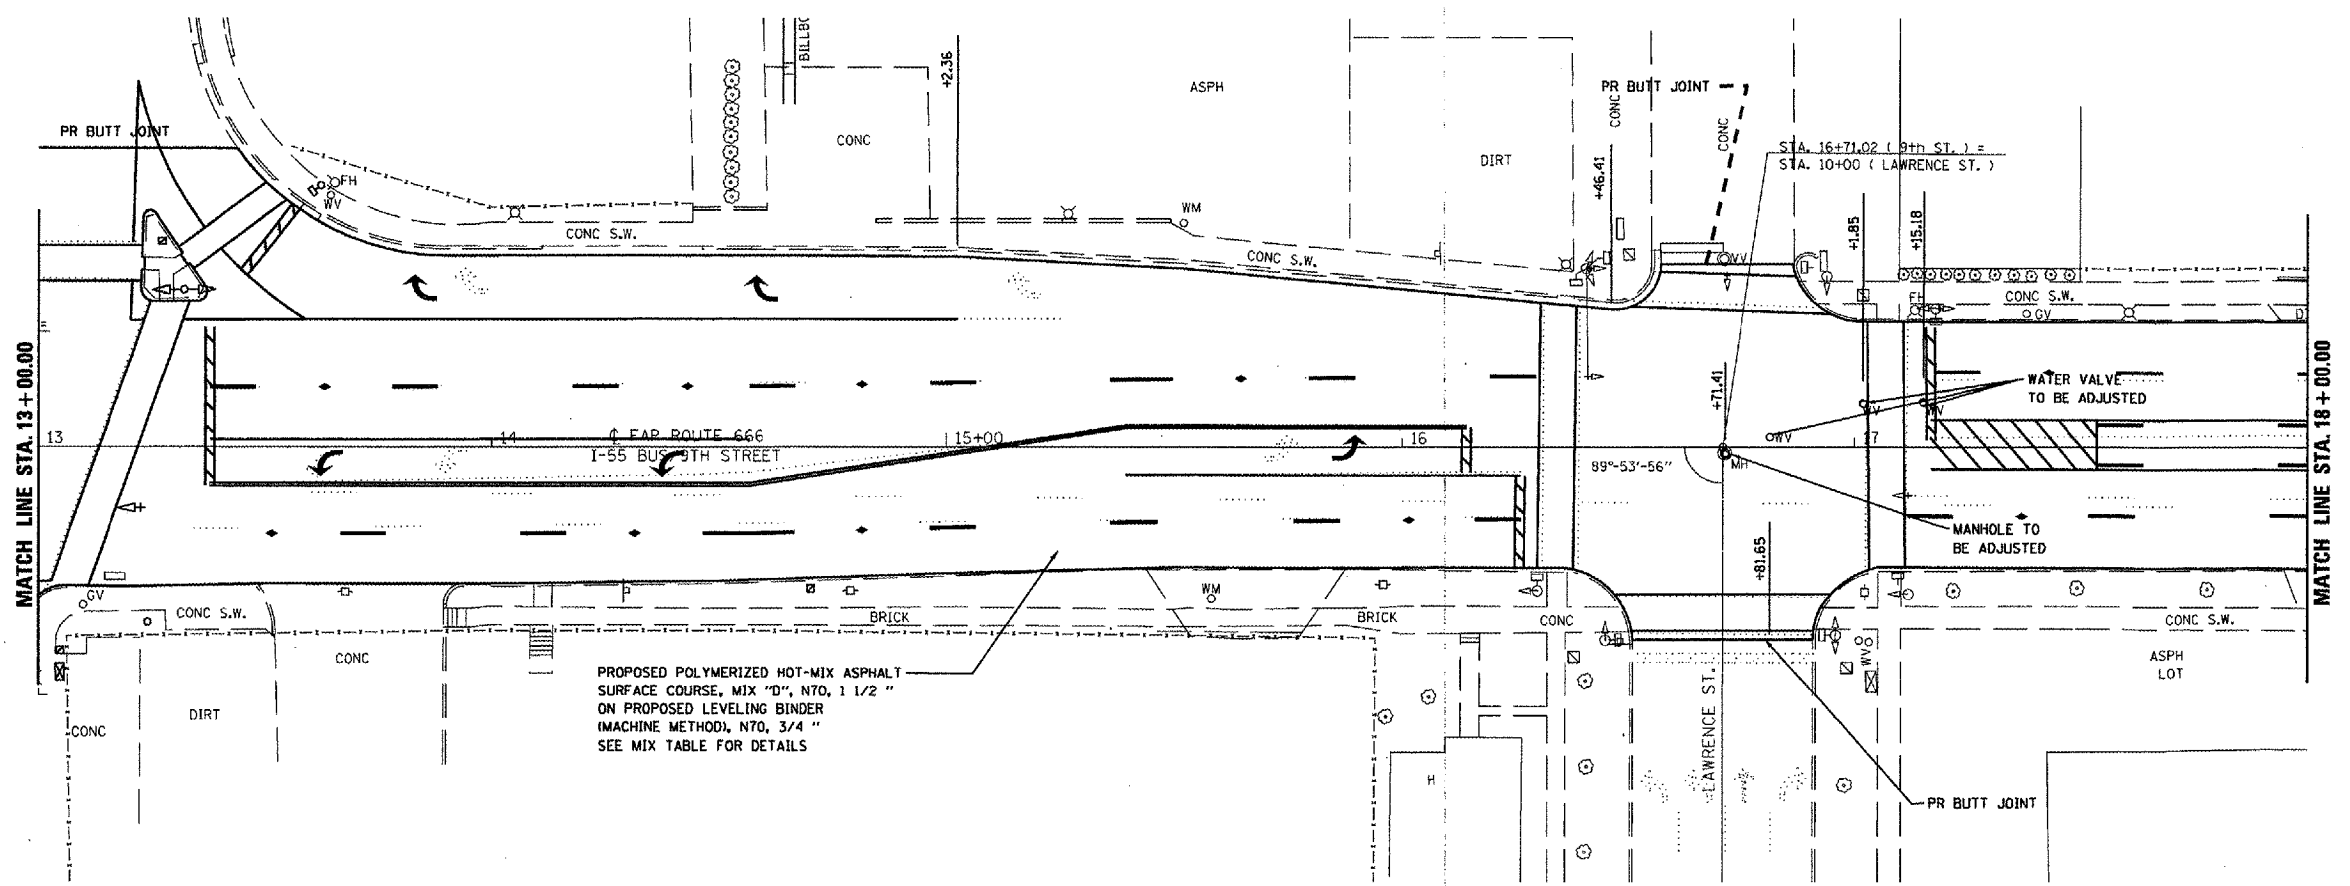 MATCH LINE STA. 13+00.00
PR BUTT JOINT
FH
WV
CONC S.W.
+2.36
CONC
ASPH
WM
CONC S.W.
DIRT
+46.41
CONC
PR BUTT JOINT
CONC
WV
STA. 16+71.02 ( 9th ST. ) =
STA. 10+00 ( LAWRENCE ST. )
+1.85
+15.18
FH
CONC S.W.
GV
D
WATER VALVE
TO BE ADJUSTED
WV
WV
WV
13
14
℄ FAP ROUTE 666
I-55 BUS 9TH STREET
15+00
16
+71.41
89°-53'-56"
MH
17
MANHOLE TO
BE ADJUSTED
+81.65
GV
CONC S.W.
CONC
BRICK
WM
BRICK
CONC
CONC S.W.
WV
ASPH
LOT
CONC
DIRT
PROPOSED POLYMERIZED HOT-MIX ASPHALT
SURFACE COURSE, MIX "D", N70, 1 1/2 "
ON PROPOSED LEVELING BINDER
(MACHINE METHOD), N70, 3/4 "
SEE MIX TABLE FOR DETAILS
H
LAWRENCE ST.
PR BUTT JOINT
MATCH LINE STA. 18+00.00